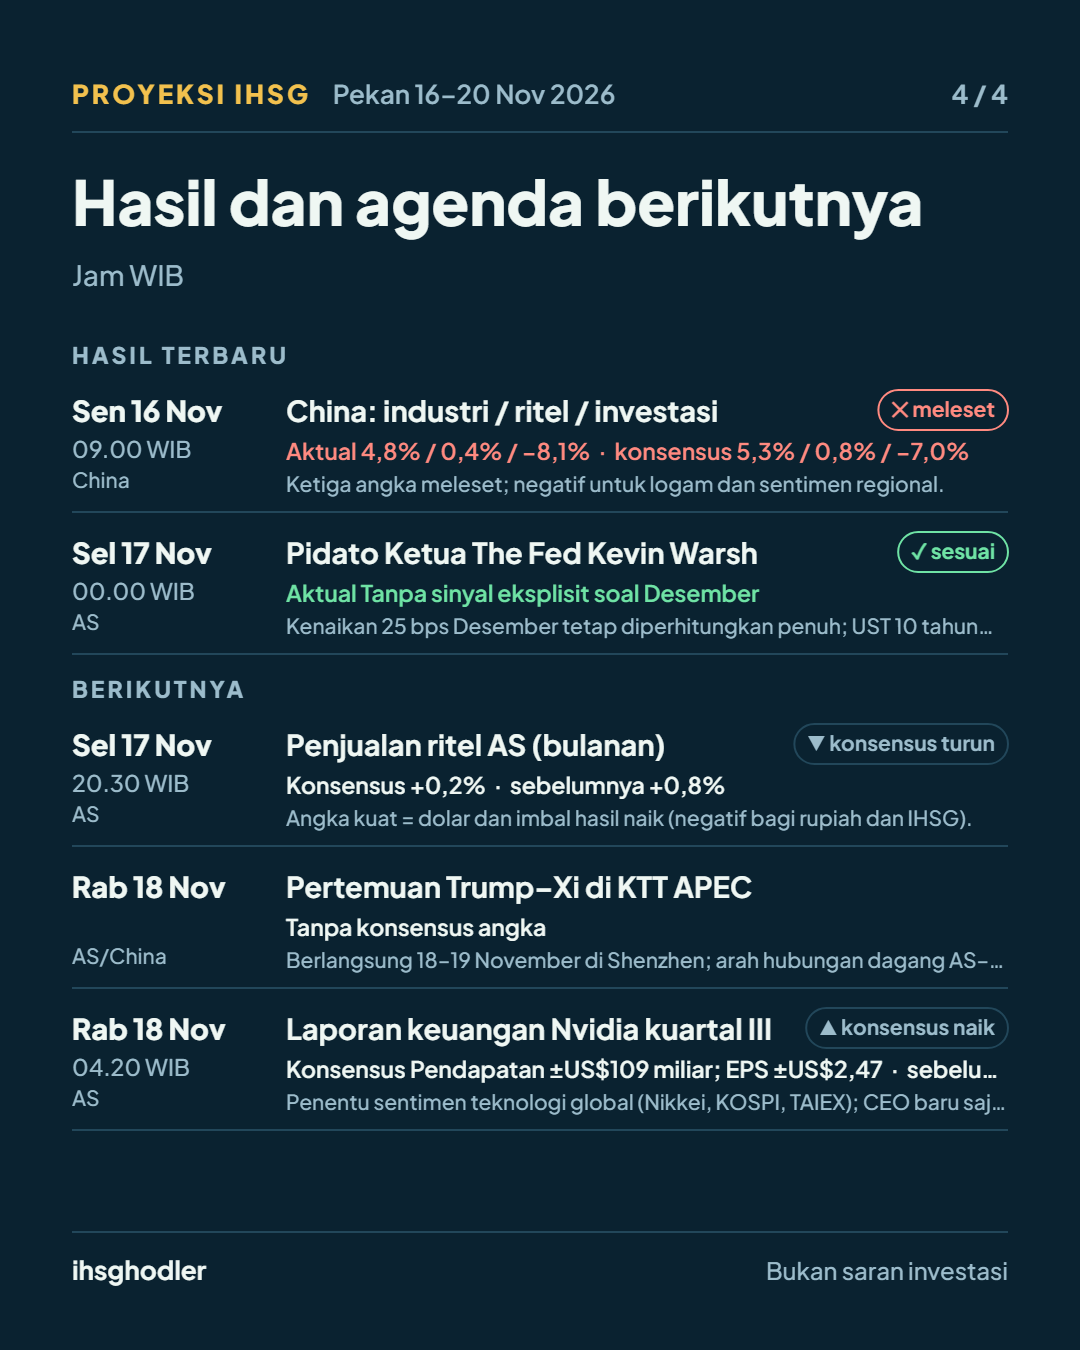 PROYEKSI IHSG Pekan 16–20 Nov 2026 4 / 4
Hasil dan agenda berikutnya
Jam WIB
HASIL TERBARU
Sen 16 Nov China: industri / ritel / investasi ✕ meleset
09.00 WIB Aktual 4,8% / 0,4% / −8,1% · konsensus 5,3% / 0,8% / −7,0%
China Ketiga angka meleset; negatif untuk logam dan sentimen regional.
Sel 17 Nov Pidato Ketua The Fed Kevin Warsh ✓ sesuai
00.00 WIB Aktual Tanpa sinyal eksplisit soal Desember
AS Kenaikan 25 bps Desember tetap diperhitungkan penuh; UST 10 tahun…
BERIKUTNYA
Sel 17 Nov Penjualan ritel AS (bulanan) ▼ konsensus turun
20.30 WIB Konsensus +0,2% · sebelumnya +0,8%
AS Angka kuat = dolar dan imbal hasil naik (negatif bagi rupiah dan IHSG).
Rab 18 Nov Pertemuan Trump–Xi di KTT APEC
Tanpa konsensus angka
AS/China Berlangsung 18–19 November di Shenzhen; arah hubungan dagang AS–…
Rab 18 Nov Laporan keuangan Nvidia kuartal III ▲ konsensus naik
04.20 WIB Konsensus Pendapatan ±US$109 miliar; EPS ±US$2,47 · sebelu…
AS Penentu sentimen teknologi global (Nikkei, KOSPI, TAIEX); CEO baru saj…
ihsghodler Bukan saran investasi